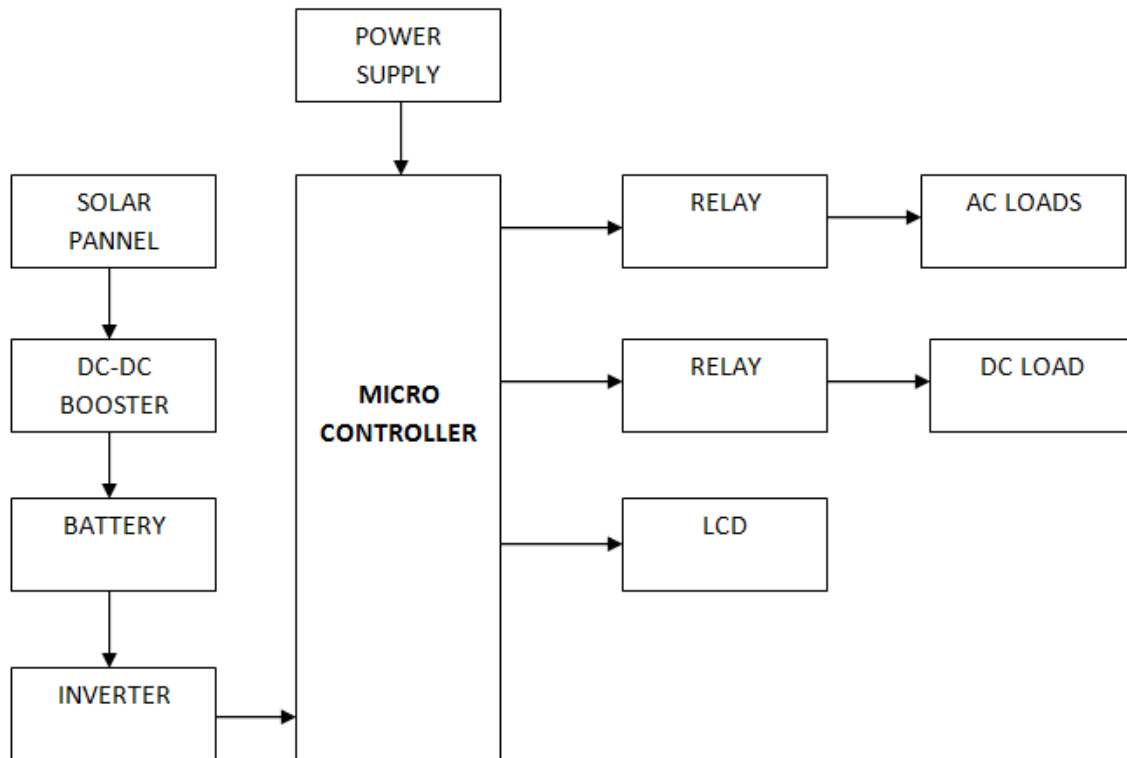 POWER
SUPPLY
SOLAR
PANNEL
RELAY
AC LOADS
DC-DC
BOOSTER
MICRO
CONTROLLER
RELAY
DC LOAD
BATTERY
LCD
INVERTER